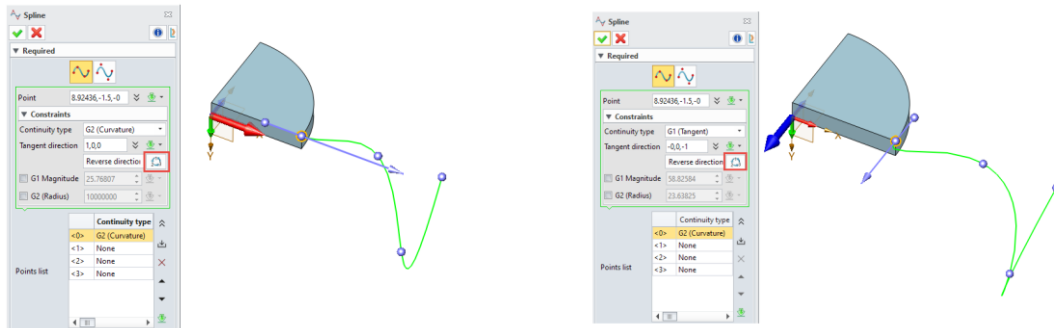 Spline
Required
Point 8.92436,-1.5,-0
Constraints
Continuity type G2 (Curvature)
Tangent direction 1,0,0
Reverse direction
G1 Magnitude 25.76807
G2 (Radius) 10000000
Continuity type
<0> G2 (Curvature)
<1> None
<2> None
<3> None
Points list
Y
Spline
Required
Point 8.92436,-1.5,-0
Constraints
Continuity type G1 (Tangent)
Tangent direction -0,0,-1
Reverse direction
G1 Magnitude 58.82584
G2 (Radius) 23.63825
Continuity type
<0> G2 (Curvature)
<1> None
<2> None
<3> None
Points list
Y